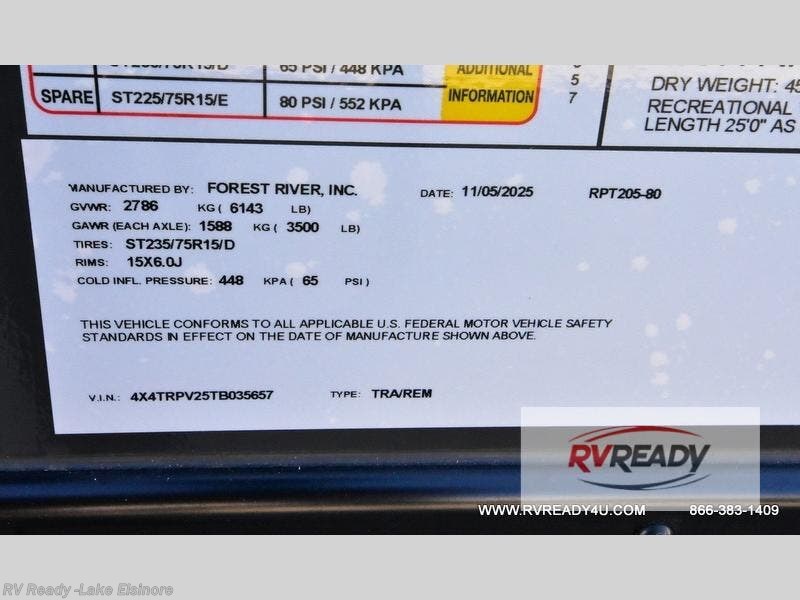 65 PSI / 448 KPA
ADDITIONAL
SPARE ST225/75R15/E 80 PSI / 552 KPA INFORMATION
5
7
DRY WEIGHT: 45
RECREATIONAL
LENGTH 25'0" AS
MANUFACTURED BY: FOREST RIVER, INC. DATE: 11/05/2025 RPT205-80
GVWR: 2786 KG ( 6143 LB)
GAWR (EACH AXLE): 1588 KG ( 3500 LB)
TIRES: ST235/75R15/D
RIMS: 15X6.0J
COLD INFL. PRESSURE: 448 KPA ( 65 PSI )
THIS VEHICLE CONFORMS TO ALL APPLICABLE U.S. FEDERAL MOTOR VEHICLE SAFETY
STANDARDS IN EFFECT ON THE DATE OF MANUFACTURE SHOWN ABOVE.
V.I.N.: 4X4TRPV25TB035657 TYPE: TRA/REM
RVREADY
WWW.RVREADY4U.COM 866-383-1409
RV Ready -Lake Elsinore